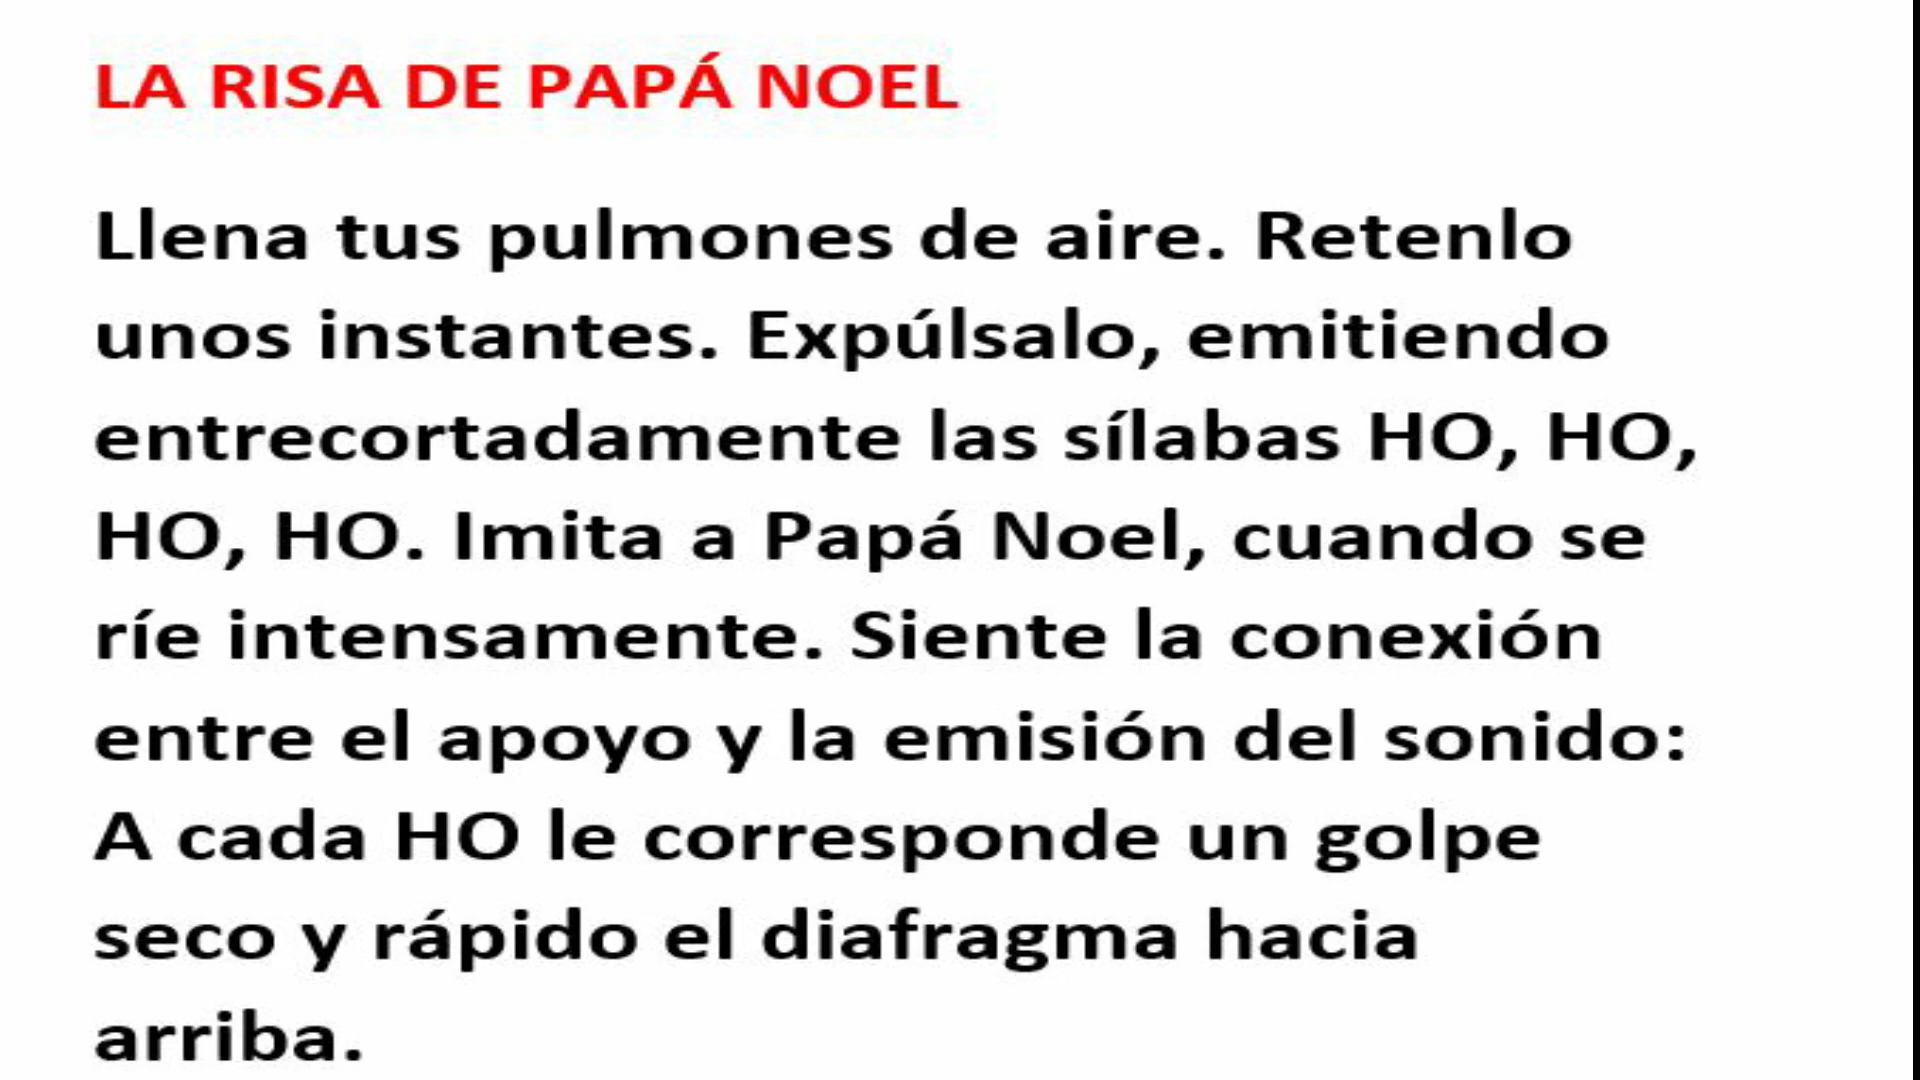 LA RISA DE PAPÁ NOEL
Llena tus pulmones de aire. Retenlo
unos instantes. Expúlsalo, emitiendo
entrecortadamente las sílabas HO, HO,
HO, HO. Imita a Papá Noel, cuando se
ríe intensamente. Siente la conexión
entre el apoyo y la emisión del sonido:
A cada HO le corresponde un golpe
seco y rápido el diafragma hacia
arriba.